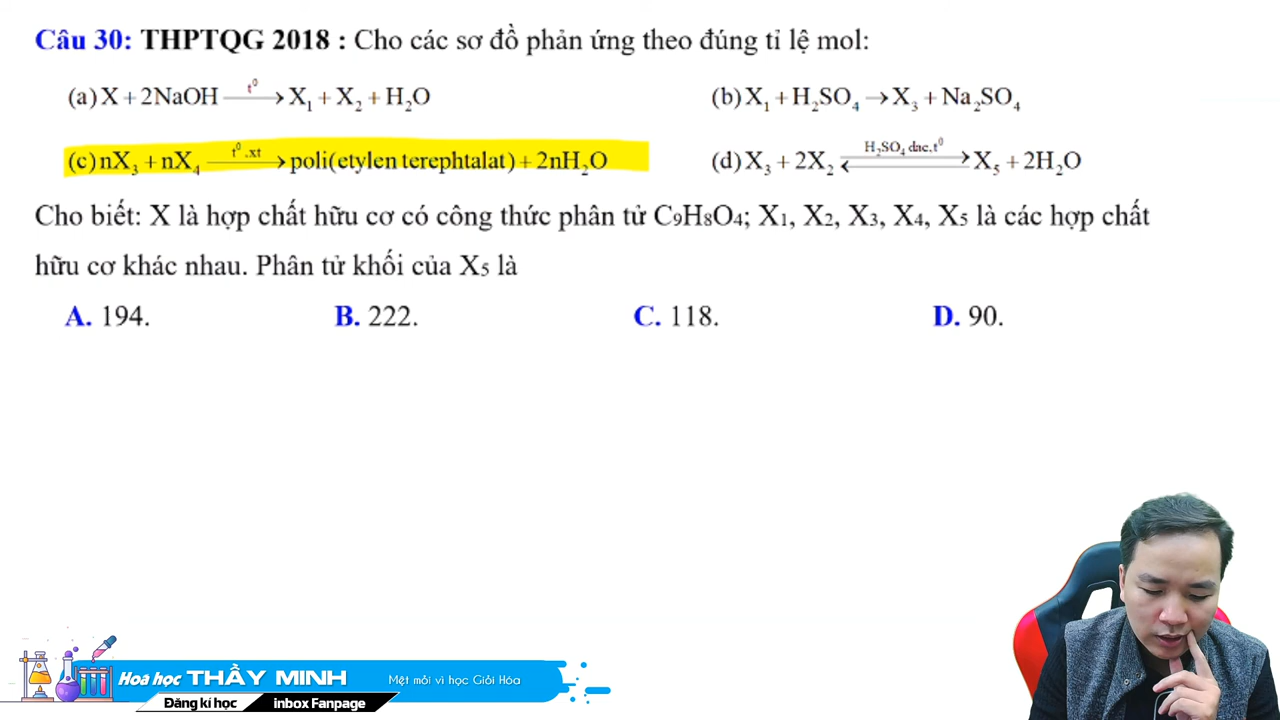 Câu 30: THPTQG 2018 : Cho các sơ đồ phản ứng theo đúng tỉ lệ mol:
(a) X + 2NaOH —t⁰→ X₁ + X₂ + H₂O
(b) X₁ + H₂SO₄ → X₃ + Na₂SO₄
(c) nX₃ + nX₄ —t⁰ .xt→ poli(etylen terephtalat) + 2nH₂O
(d) X₃ + 2X₂ ⇄ X₅ + 2H₂O (H₂SO₄ đac,t⁰)
Cho biết: X là hợp chất hữu cơ có công thức phân tử C₉H₈O₄; X₁, X₂, X₃, X₄, X₅ là các hợp chất
hữu cơ khác nhau. Phân tử khối của X₅ là
A. 194. B. 222. C. 118. D. 90.
Hoá học THẦY MINH
Mệt mỏi vì học Giỏi Hóa
Đăng kí học inbox Fanpage